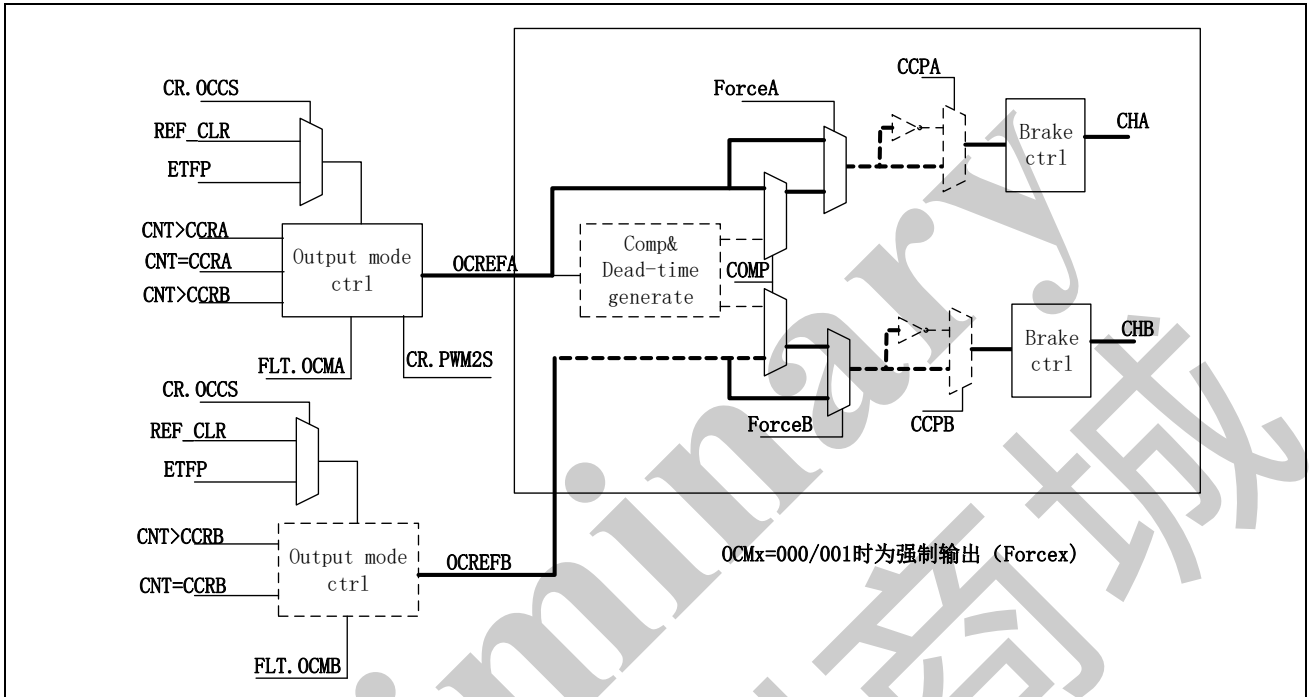 CR.OCCS
REF_CLR
ETFP
CNT>CCRA
CNT=CCRA
CNT>CCRB
Output mode
ctrl
OCREFA
FLT.OCMA
CR.PWM2S
ForceA
CCPA
Brake
ctrl
CHA
Comp&
Dead-time
generate
COMP
CR.OCCS
REF_CLR
ETFP
CNT>CCRB
CNT=CCRB
Output mode
ctrl
OCREFB
FLT.OCMB
ForceB
CCPB
Brake
ctrl
CHB
OCMx=000/001时为强制输出（Forcex)
minary
商城